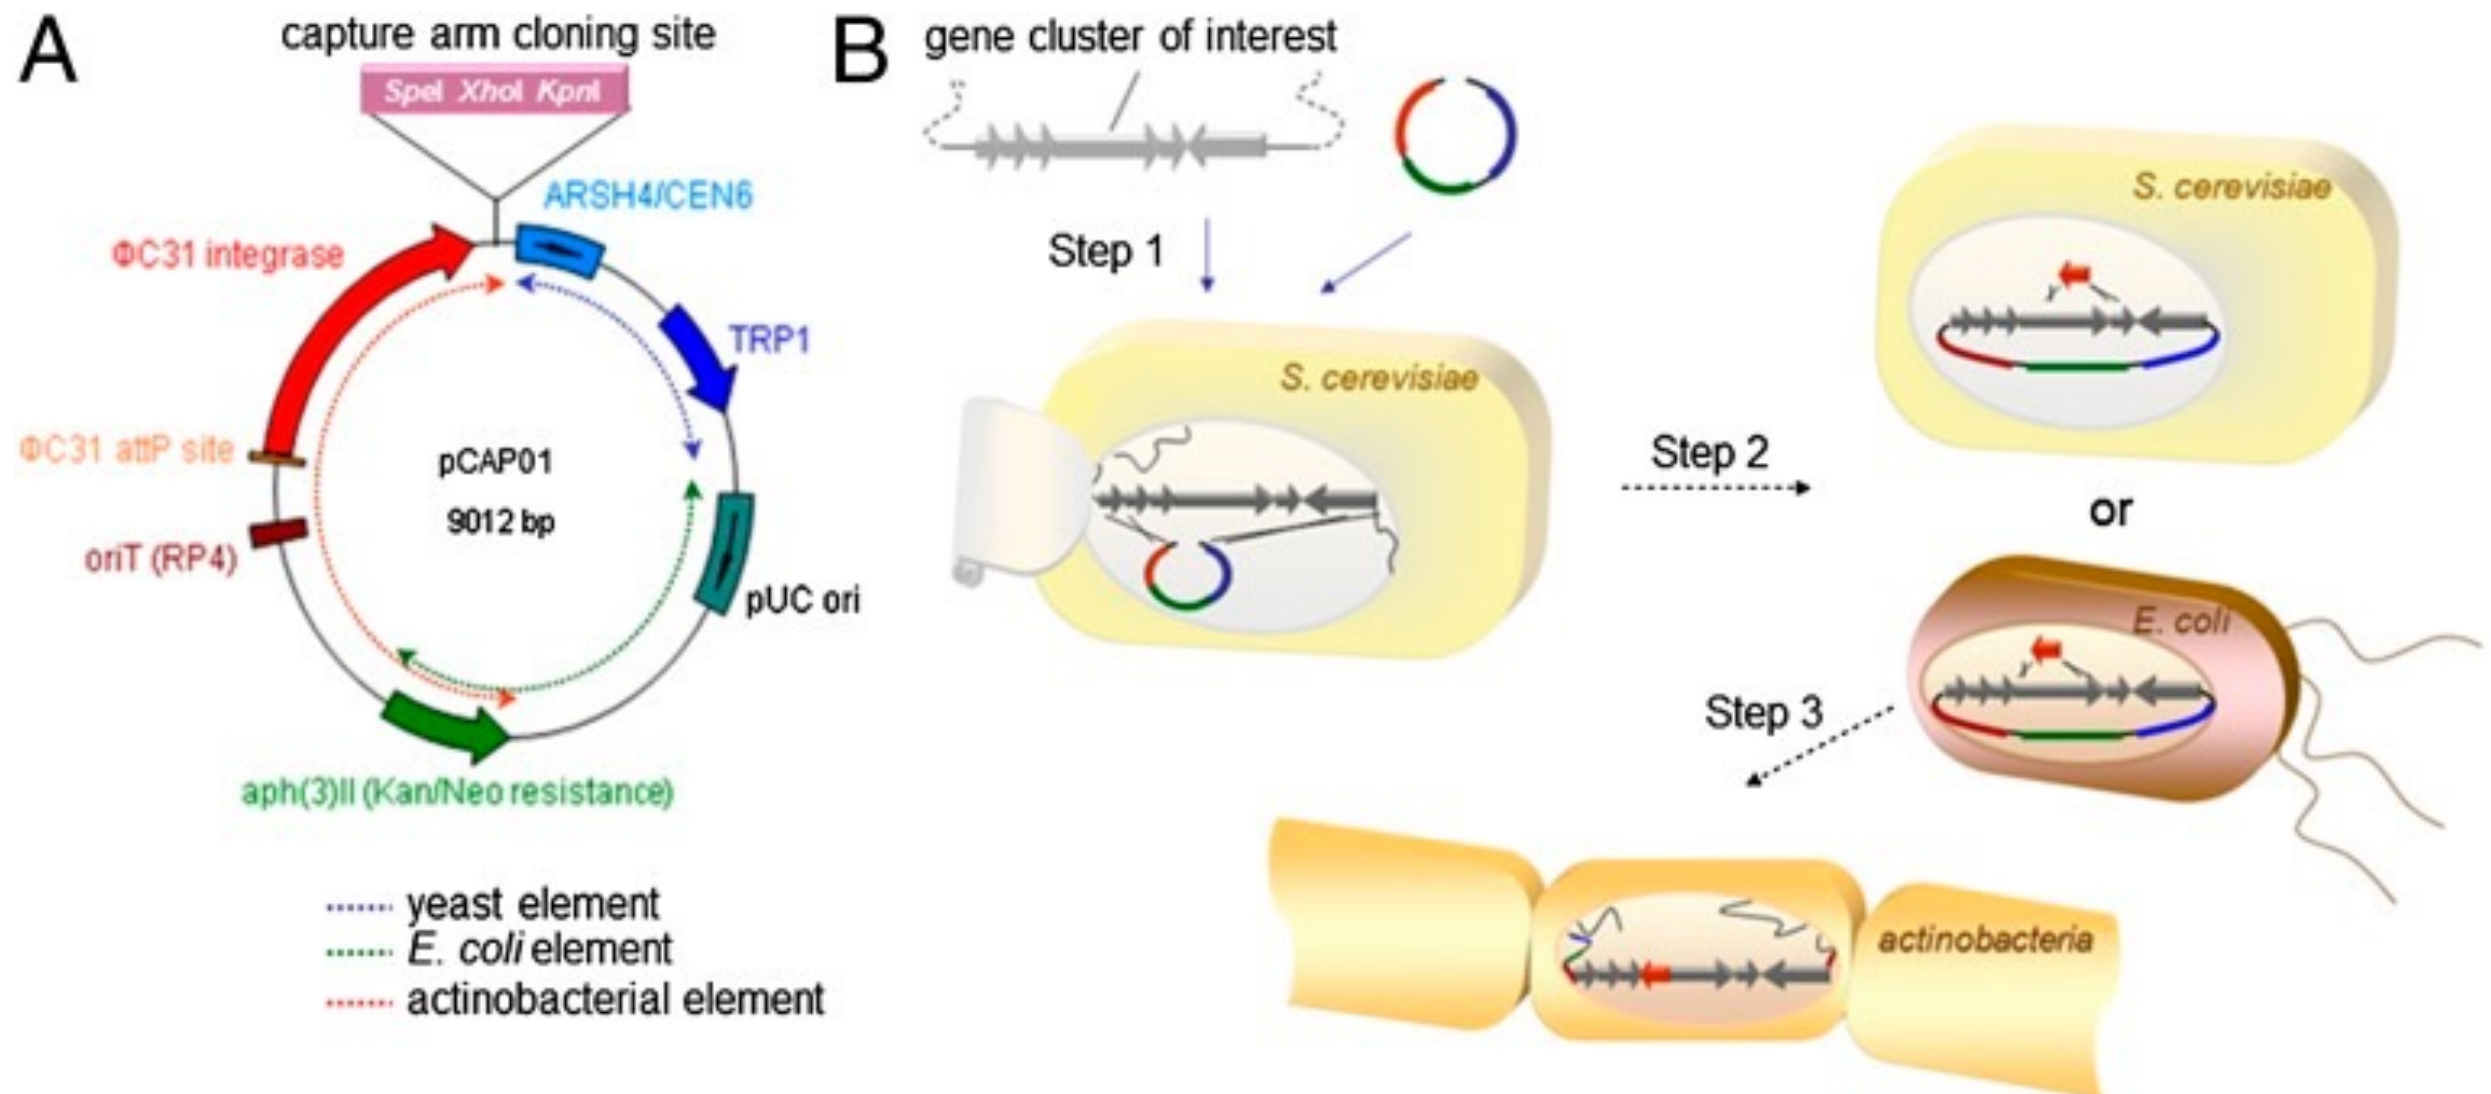 A
capture arm cloning site
SpeI XhoI KpnI
ARSH4/CEN6
ΦC31 integrase
TRP1
ΦC31 attP site
pCAP01
9012 bp
oriT (RP4)
pUC ori
aph(3)II (Kan/Neo resistance)
yeast element
E. coli element
actinobacterial element
B
gene cluster of interest
Step 1
S. cerevisiae
Step 2
S. cerevisiae
or
E. coli
Step 3
actinobacteria